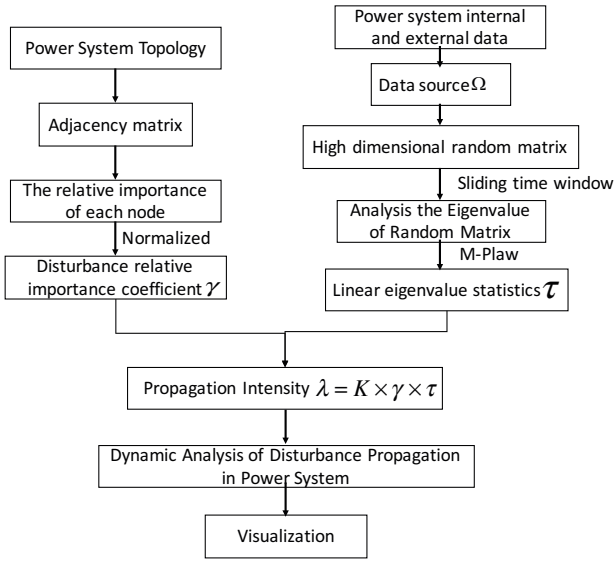 Power System Topology
Adjacency matrix
The relative importance
of each node
Normalized
Disturbance relative
importance coefficient γ
Power system internal
and external data
Data source Ω
High dimensional random matrix
Sliding time window
Analysis the Eigenvalue
of Random Matrix
M-Plaw
Linear eigenvalue statistics τ
Propagation Intensity λ = K × γ × τ
Dynamic Analysis of Disturbance Propagation
in Power System
Visualization